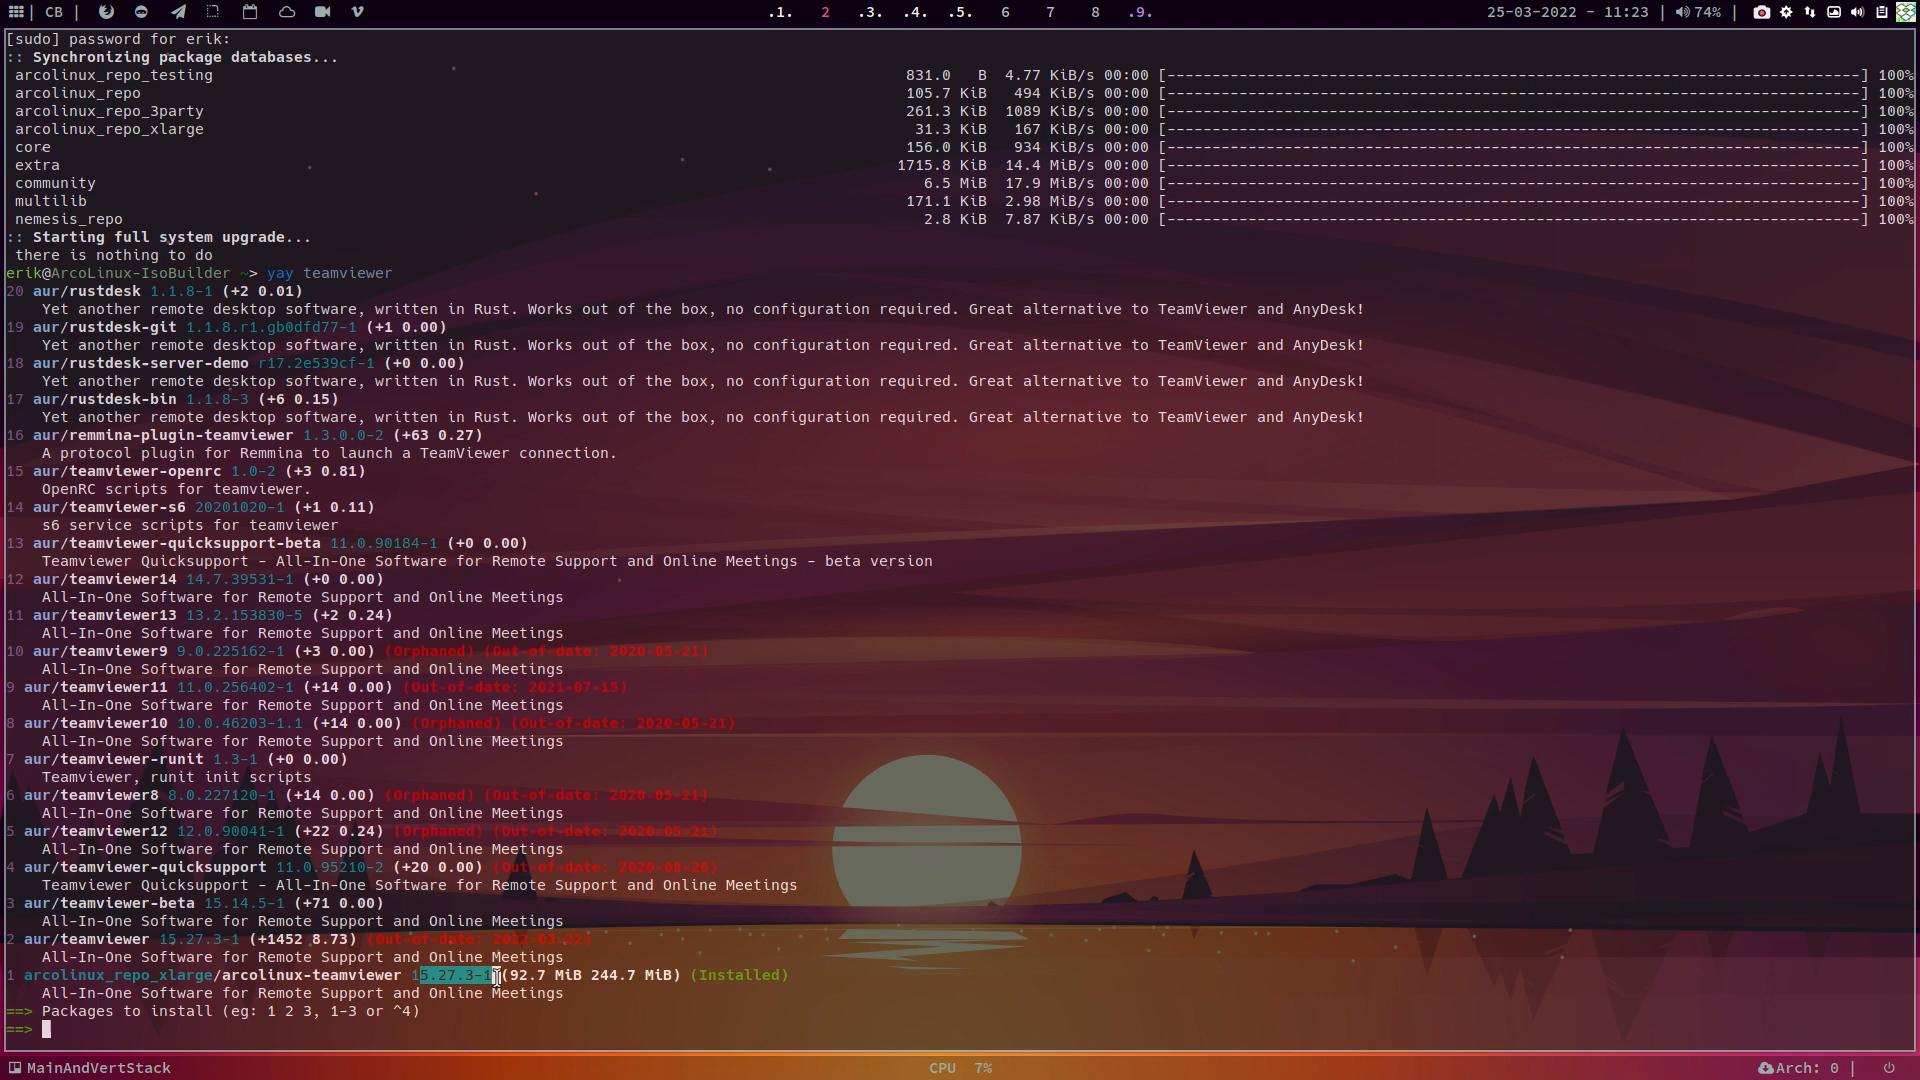 | CB |
.1. 2 .3. .4. .5. 6 7 8 .9.
25-03-2022 - 11:23 | 74% |
[sudo] password for erik:
:: Synchronizing package databases...
arcolinux_repo_testing 831.0 B 4.77 KiB/s 00:00 [-----------------------------------------------------------------------------] 100%
arcolinux_repo 105.7 KiB 494 KiB/s 00:00 [-----------------------------------------------------------------------------] 100%
arcolinux_repo_3party 261.3 KiB 1089 KiB/s 00:00 [-----------------------------------------------------------------------------] 100%
arcolinux_repo_xlarge 31.3 KiB 167 KiB/s 00:00 [-----------------------------------------------------------------------------] 100%
core 156.0 KiB 934 KiB/s 00:00 [-----------------------------------------------------------------------------] 100%
extra 1715.8 KiB 14.4 MiB/s 00:00 [-----------------------------------------------------------------------------] 100%
community 6.5 MiB 17.9 MiB/s 00:00 [-----------------------------------------------------------------------------] 100%
multilib 171.1 KiB 2.98 MiB/s 00:00 [-----------------------------------------------------------------------------] 100%
nemesis_repo 2.8 KiB 7.87 KiB/s 00:00 [-----------------------------------------------------------------------------] 100%
:: Starting full system upgrade...
there is nothing to do
erik@ArcoLinux-IsoBuilder ~> yay teamviewer
20 aur/rustdesk 1.1.8-1 (+2 0.01)
Yet another remote desktop software, written in Rust. Works out of the box, no configuration required. Great alternative to TeamViewer and AnyDesk!
19 aur/rustdesk-git 1.1.8.r1.gb0dfd77-1 (+1 0.00)
Yet another remote desktop software, written in Rust. Works out of the box, no configuration required. Great alternative to TeamViewer and AnyDesk!
18 aur/rustdesk-server-demo r17.2e539cf-1 (+0 0.00)
Yet another remote desktop software, written in Rust. Works out of the box, no configuration required. Great alternative to TeamViewer and AnyDesk!
17 aur/rustdesk-bin 1.1.8-3 (+6 0.15)
Yet another remote desktop software, written in Rust. Works out of the box, no configuration required. Great alternative to TeamViewer and AnyDesk!
16 aur/remmina-plugin-teamviewer 1.3.0.0-2 (+63 0.27)
A protocol plugin for Remmina to launch a TeamViewer connection.
15 aur/teamviewer-openrc 1.0-2 (+3 0.81)
OpenRC scripts for teamviewer.
14 aur/teamviewer-s6 20201020-1 (+1 0.11)
s6 service scripts for teamviewer
13 aur/teamviewer-quicksupport-beta 11.0.90184-1 (+0 0.00)
Teamviewer Quicksupport - All-In-One Software for Remote Support and Online Meetings - beta version
12 aur/teamviewer14 14.7.39531-1 (+0 0.00)
All-In-One Software for Remote Support and Online Meetings
11 aur/teamviewer13 13.2.153830-5 (+2 0.24)
All-In-One Software for Remote Support and Online Meetings
10 aur/teamviewer9 9.0.225162-1 (+3 0.00) (Orphaned) (Out-of-date: 2020-05-21)
All-In-One Software for Remote Support and Online Meetings
9 aur/teamviewer11 11.0.256402-1 (+14 0.00) (Out-of-date: 2021-07-15)
All-In-One Software for Remote Support and Online Meetings
8 aur/teamviewer10 10.0.46203-1.1 (+14 0.00) (Orphaned) (Out-of-date: 2020-05-21)
All-In-One Software for Remote Support and Online Meetings
7 aur/teamviewer-runit 1.3-1 (+0 0.00)
Teamviewer, runit init scripts
6 aur/teamviewer8 8.0.227120-1 (+14 0.00) (Orphaned) (Out-of-date: 2020-05-21)
All-In-One Software for Remote Support and Online Meetings
5 aur/teamviewer12 12.0.90041-1 (+22 0.24) (Orphaned) (Out-of-date: 2020-05-21)
All-In-One Software for Remote Support and Online Meetings
4 aur/teamviewer-quicksupport 11.0.95210-2 (+20 0.00) (Out-of-date: 2020-08-26)
Teamviewer Quicksupport - All-In-One Software for Remote Support and Online Meetings
3 aur/teamviewer-beta 15.14.5-1 (+71 0.00)
All-In-One Software for Remote Support and Online Meetings
2 aur/teamviewer 15.27.3-1 (+1452 8.73) (Out-of-date: 2022-03-22)
All-In-One Software for Remote Support and Online Meetings
1 arcolinux_repo_xlarge/arcolinux-teamviewer 15.27.3-1 (92.7 MiB 244.7 MiB) (Installed)
All-In-One Software for Remote Support and Online Meetings
==> Packages to install (eg: 1 2 3, 1-3 or ^4)
==>
MainAndVertStack
CPU 7%
Arch: 0 |